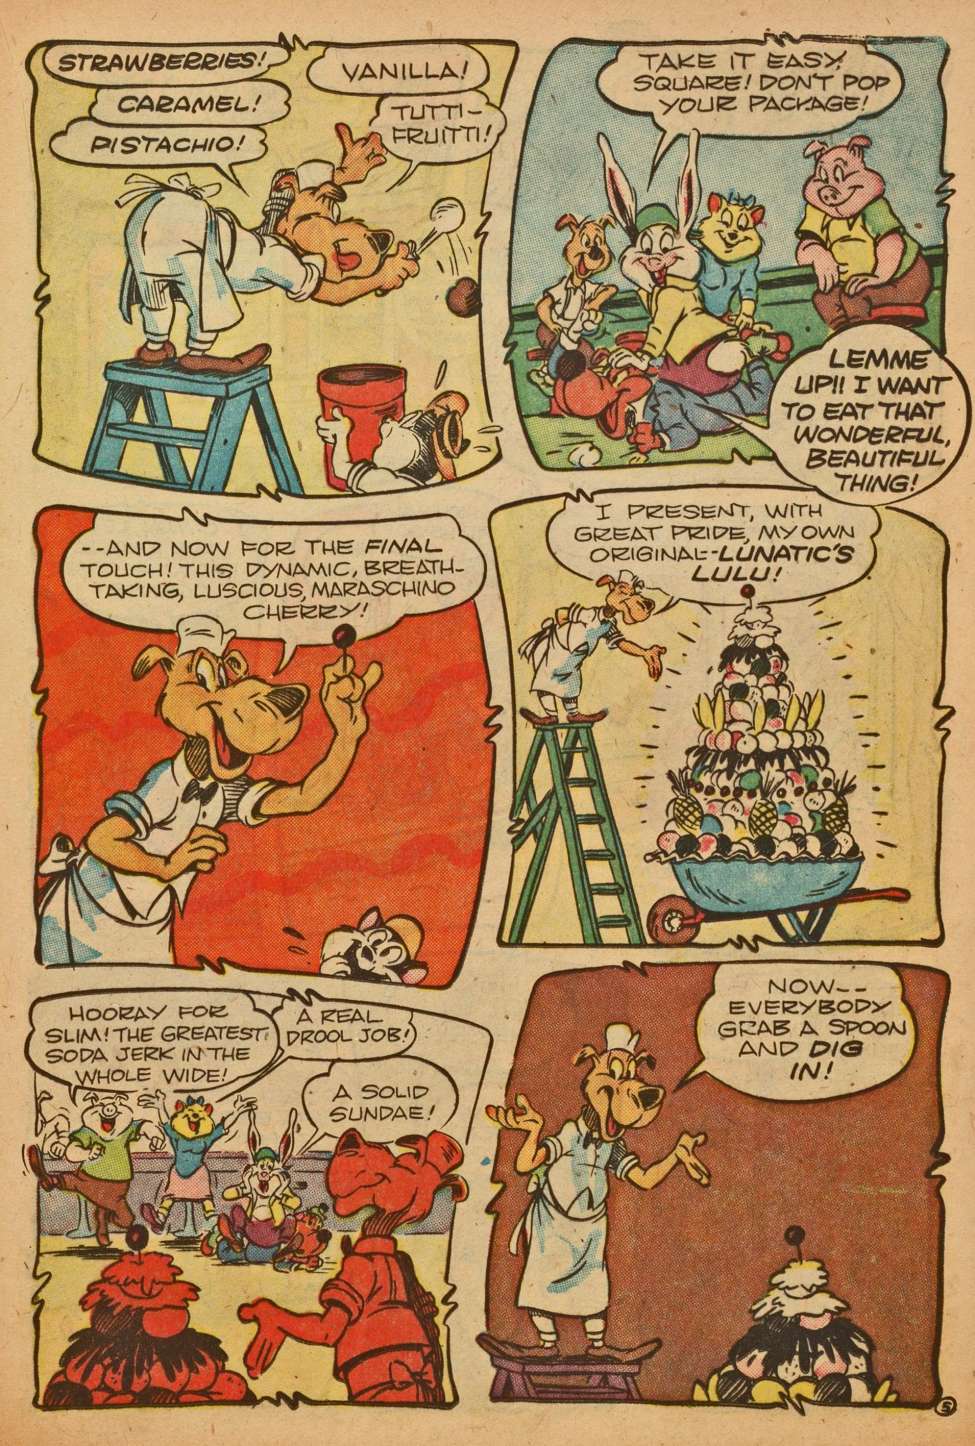 STRAWBERRIES!
CARAMEL!
PISTACHIO!
VANILLA!
TUTTI-
FRUITTI!
TAKE IT EASY,
SQUARE! DON'T POP
YOUR PACKAGE!
LEMME
UP!! I WANT
TO EAT THAT
WONDERFUL,
BEAUTIFUL
THING!
--AND NOW FOR THE FINAL
TOUCH! THIS DYNAMIC, BREATH-
TAKING, LUSCIOUS, MARASCHINO
CHERRY!
I PRESENT, WITH
GREAT PRIDE, MY OWN
ORIGINAL--LUNATIC'S
LULU!
HOORAY FOR
SLIM! THE GREATEST
SODA JERK IN THE
WHOLE WIDE!
A REAL
DROOL JOB!
A SOLID
SUNDAE!
NOW--
EVERYBODY
GRAB A SPOON
AND DIG
IN!
5